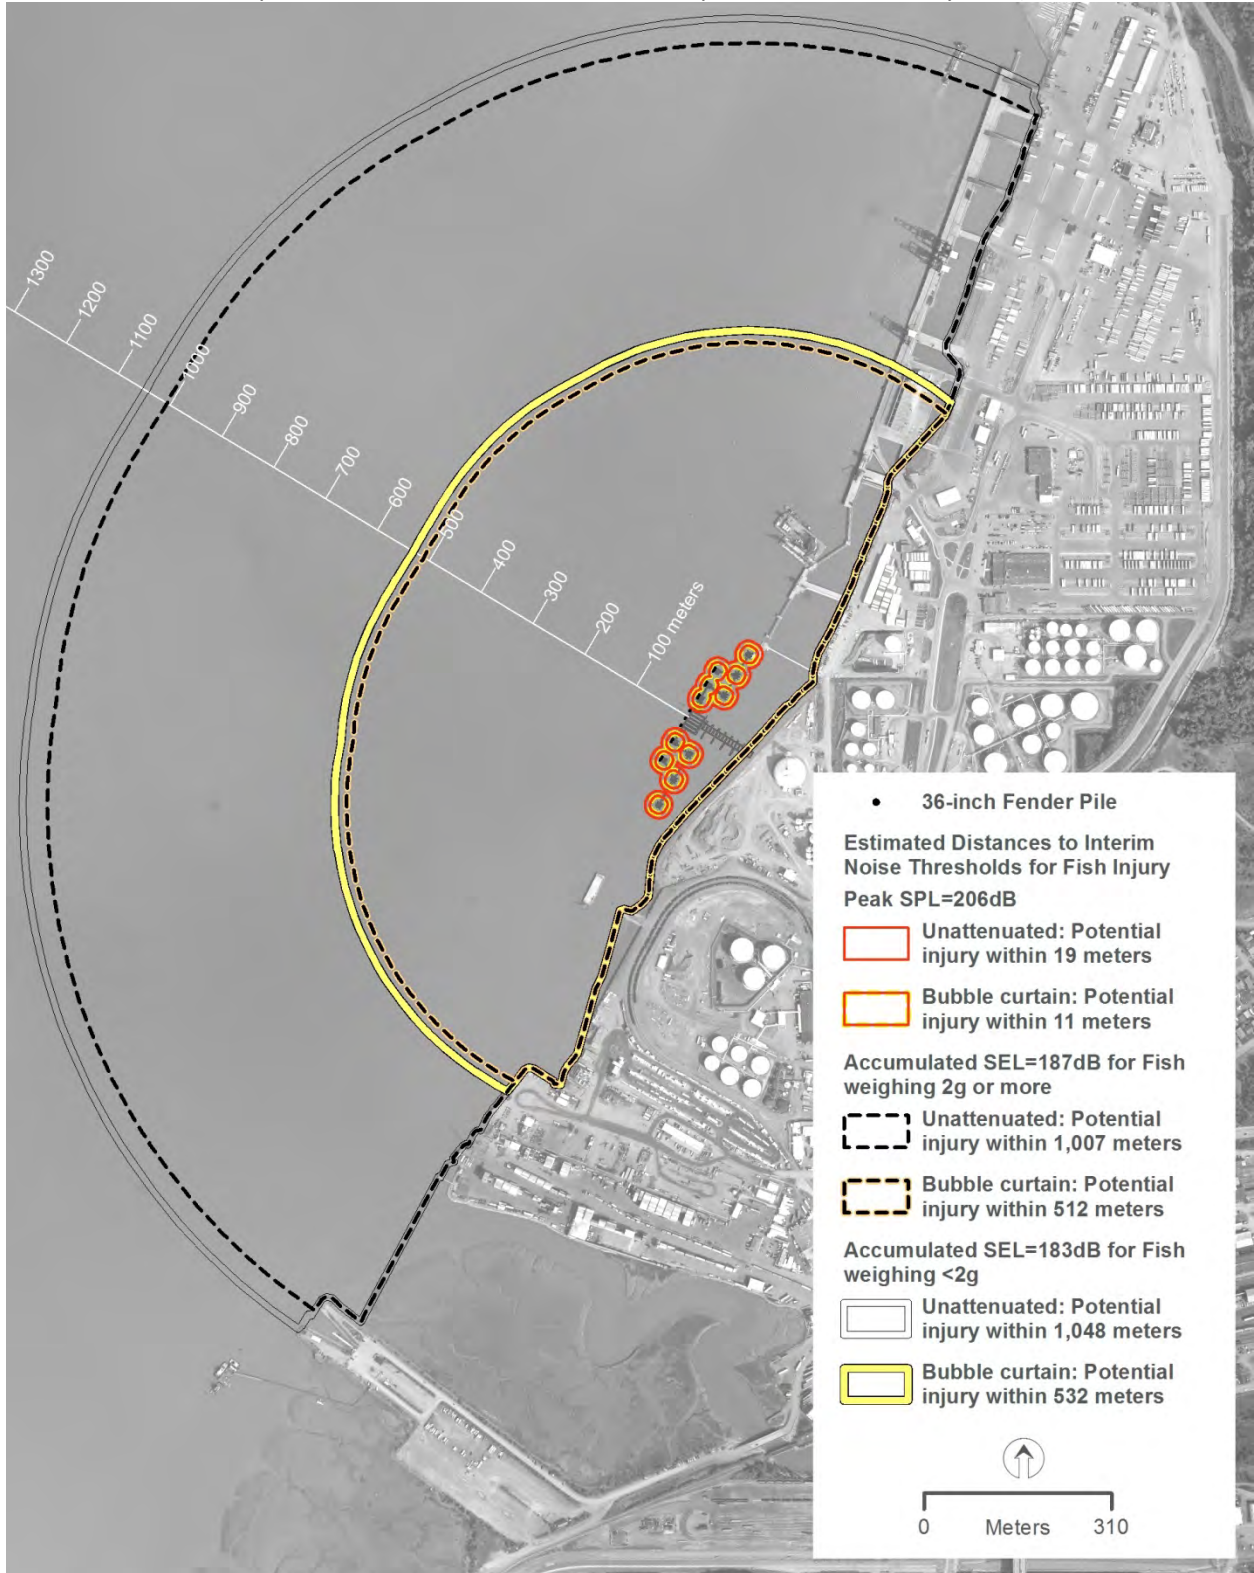 1300
1200
1100
1000
900
800
700
600
500
400
300
200
100 meters
36-inch Fender Pile
Estimated Distances to Interim
Noise Thresholds for Fish Injury
Peak SPL=206dB
Unattenuated: Potential
injury within 19 meters
Bubble curtain: Potential
injury within 11 meters
Accumulated SEL=187dB for Fish
weighing 2g or more
Unattenuated: Potential
injury within 1,007 meters
Bubble curtain: Potential
injury within 512 meters
Accumulated SEL=183dB for Fish
weighing <2g
Unattenuated: Potential
injury within 1,048 meters
Bubble curtain: Potential
injury within 532 meters
0 Meters 310